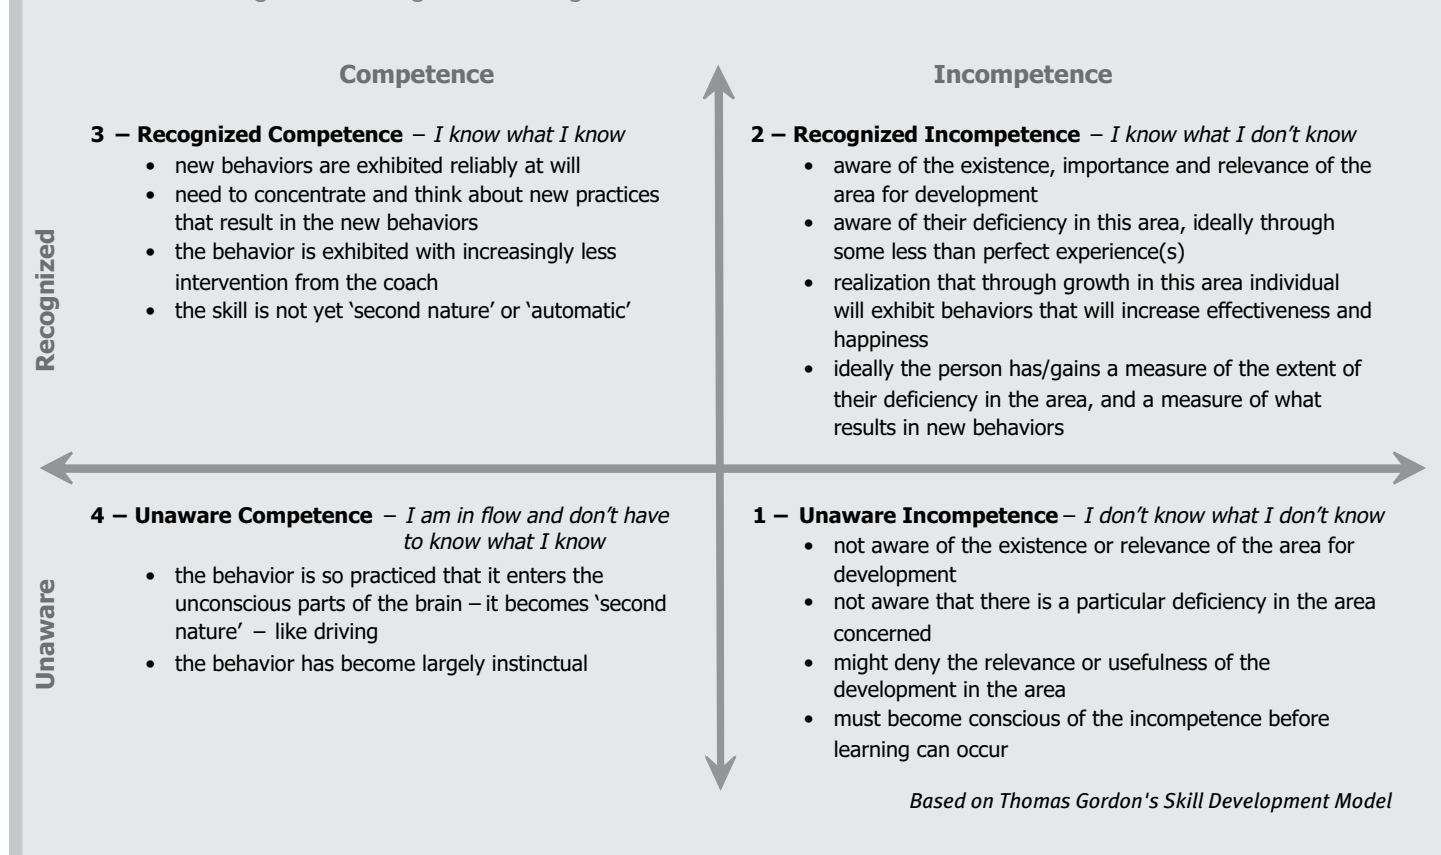 Competence
Incompetence
Recognized
3 – Recognized Competence – I know what I know
• new behaviors are exhibited reliably at will
• need to concentrate and think about new practices
that result in the new behaviors
• the behavior is exhibited with increasingly less
intervention from the coach
• the skill is not yet ‘second nature’ or ‘automatic’
2 – Recognized Incompetence – I know what I don’t know
• aware of the existence, importance and relevance of the
area for development
• aware of their deficiency in this area, ideally through
some less than perfect experience(s)
• realization that through growth in this area individual
will exhibit behaviors that will increase effectiveness and
happiness
• ideally the person has/gains a measure of the extent of
their deficiency in the area, and a measure of what
results in new behaviors
Unaware
4 – Unaware Competence – I am in flow and don’t have
to know what I know
• the behavior is so practiced that it enters the
unconscious parts of the brain – it becomes ‘second
nature’ – like driving
• the behavior has become largely instinctual
1 – Unaware Incompetence – I don’t know what I don’t know
• not aware of the existence or relevance of the area for
development
• not aware that there is a particular deficiency in the area
concerned
• might deny the relevance or usefulness of the
development in the area
• must become conscious of the incompetence before
learning can occur
Based on Thomas Gordon's Skill Development Model